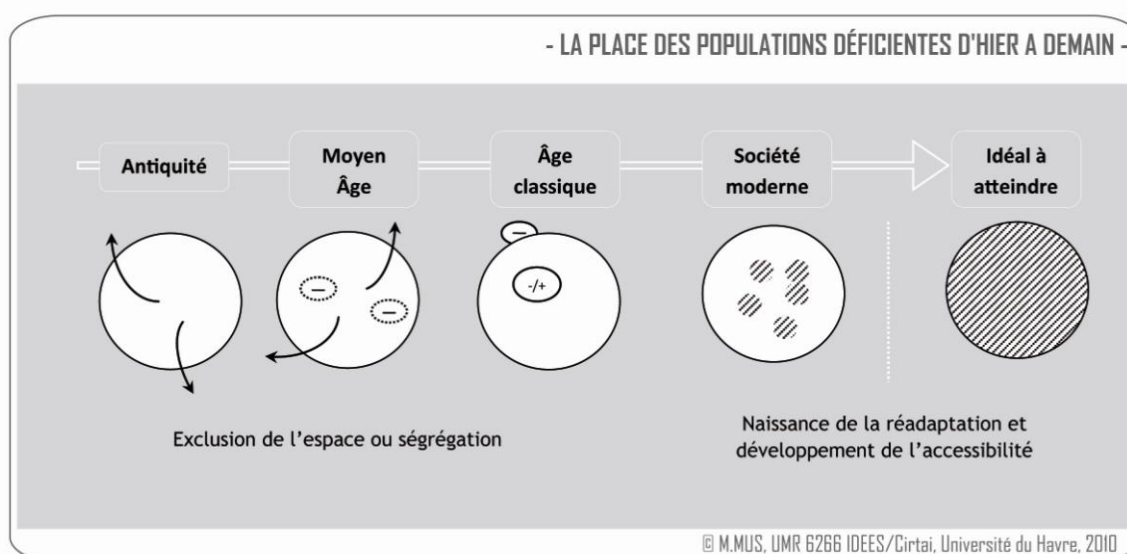 - LA PLACE DES POPULATIONS DÉFICIENTES D'HIER A DEMAIN -
Antiquité
Moyen
Âge
Âge
classique
Société
moderne
Idéal à
atteindre
−
−
−
-/+
Exclusion de l'espace ou ségrégation
Naissance de la réadaptation et
développement de l'accessibilité
© M.MUS, UMR 6266 IDEES/Cirtai, Université du Havre, 2010